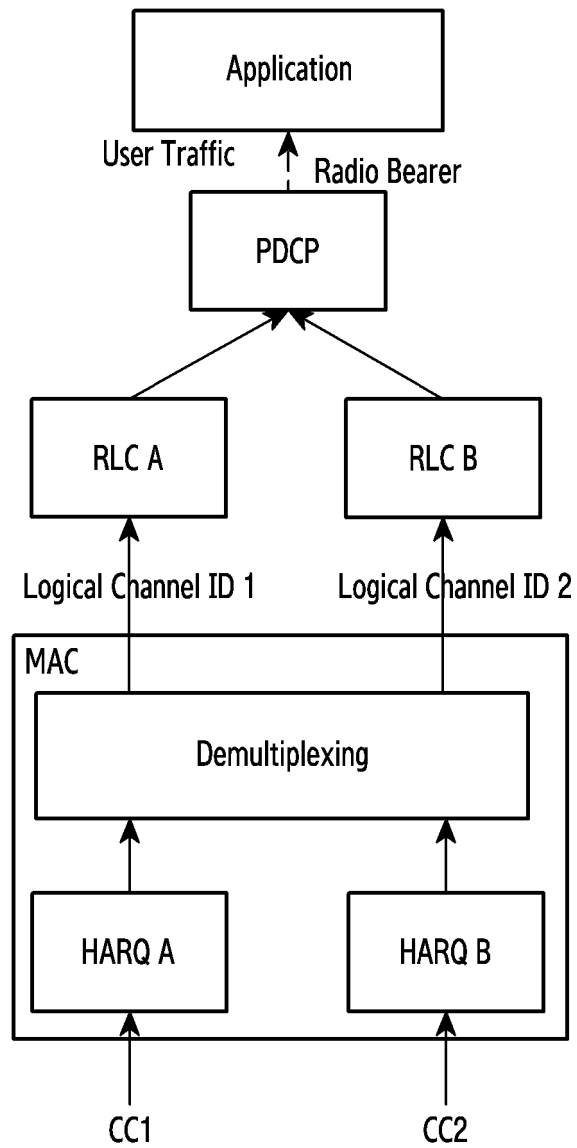 Application
User Traffic
Radio Bearer
PDCP
RLC A
RLC B
Logical Channel ID 1
Logical Channel ID 2
MAC
Demultiplexing
HARQ A
HARQ B
CC1
CC2